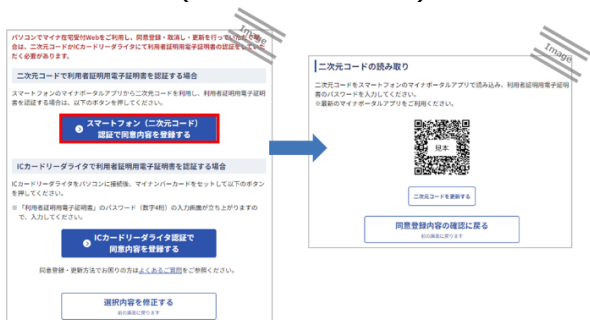 パソコンでマイナ在宅受付Webをご利用し、同意登録・取消し・更新を行っていただく場
合は、二次元コードかICカードリーダライタにて利用者証明用電子証明書の認証をしていた
だく必要があります。
二次元コードで利用者証明用電子証明書を認証する場合
スマートフォンのマイナポータルアプリから二次元コードを利用し、利用者証明用電子証明
書を認証する場合は、以下のボタンを押してください。
スマートフォン（二次元コード）
認証で同意内容を登録する
ICカードリーダライタで利用者証明用電子証明書を認証する場合
ICカードリーダライタをパソコンに接続後、マイナンバーカードをセットして以下のボタン
を押してください。
※「利用者証明用電子証明書」のパスワード（数字4桁）の入力画面が立ち上がりますの
で、入力してください。
ICカードリーダライタ認証で
同意内容を登録する
同意登録・更新方法でお困りの方はよくあるご質問をご参照ください。
選択内容を修正する
前の画面に戻ります
Image
二次元コードの読み取り
二次元コードをスマートフォンのマイナポータルアプリで読み込み、利用者証明用電子証明
書のパスワードを入力してください。
※最新のマイナポータルアプリをご利用ください。
見本
二次元コードを更新する
同意登録内容の確認に戻る
前の画面に戻ります
Image